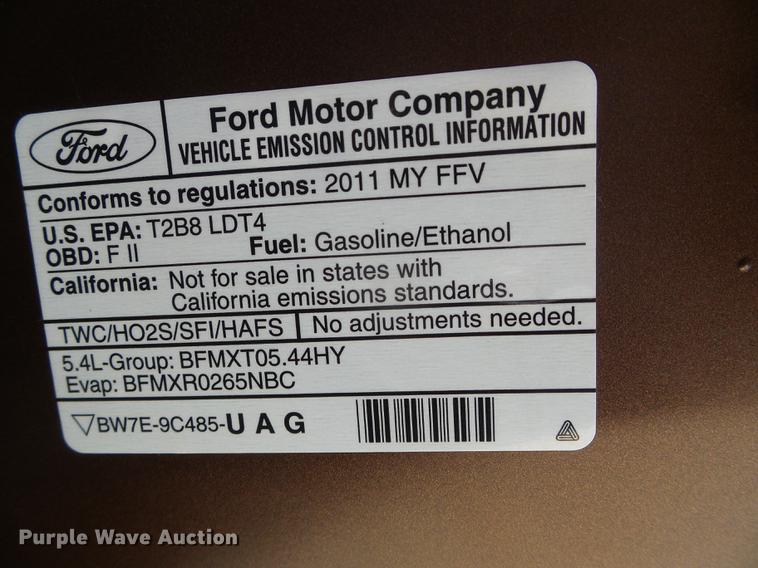 Ford
Ford Motor Company
VEHICLE EMISSION CONTROL INFORMATION
Conforms to regulations: 2011 MY FFV
U.S. EPA: T2B8 LDT4
OBD: F II Fuel: Gasoline/Ethanol
California: Not for sale in states with
California emissions standards.
TWC/HO2S/SFI/HAFS No adjustments needed.
5.4L-Group: BFMXT05.44HY
Evap: BFMXR0265NBC
BW7E-9C485-U A G
Purple Wave Auction